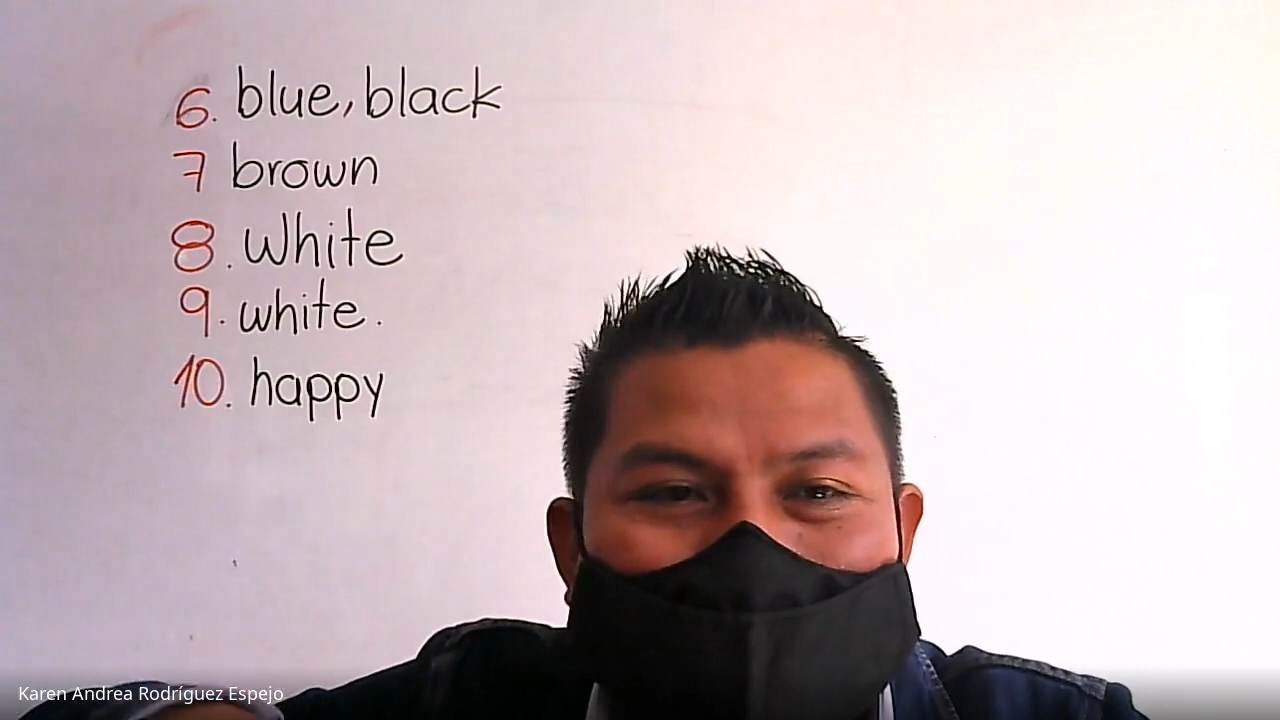 6. blue, black
7 brown
8. White
9. white.
10. happy
Karen Andrea Rodríguez Espejo